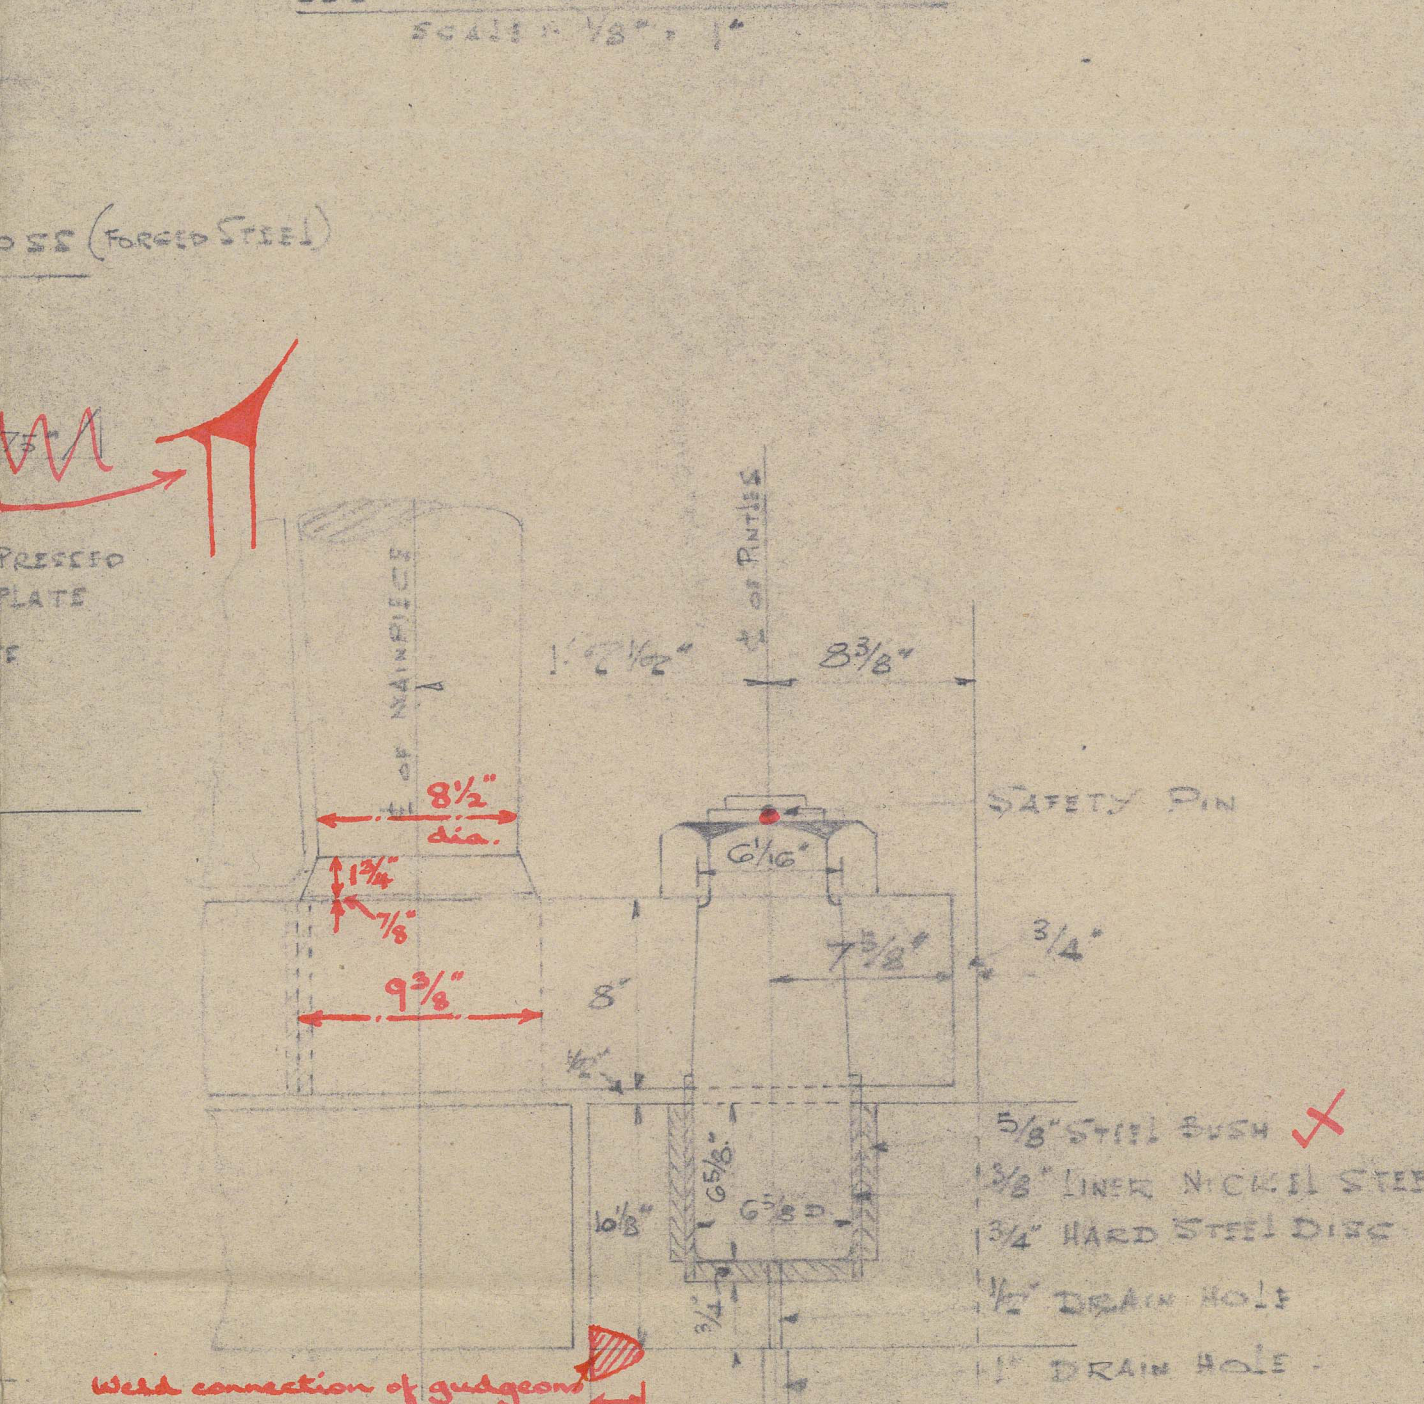 SCALE = 1/8" = 1"
OSS (FORGED STEEL)
75"
PRESSED
PLATE
℄ OF MAINPIECE
℄ OF PINTLES
1' 2 1/2"
8 3/8"
8 1/2"
dia.
SAFETY PIN
6 1/16"
1 3/4"
7/8"
7 3/8"
3/4"
9 3/8"
8"
1/2"
5/8" STEEL BUSH
6 5/8"
3/8" LINER NICKEL STEE
10 1/8"
6 5/8 D
3/4" HARD STEEL DISC
1/2" DRAIN HOLE
3/4"
1" DRAIN HOLE
Weld connection of gudgeons